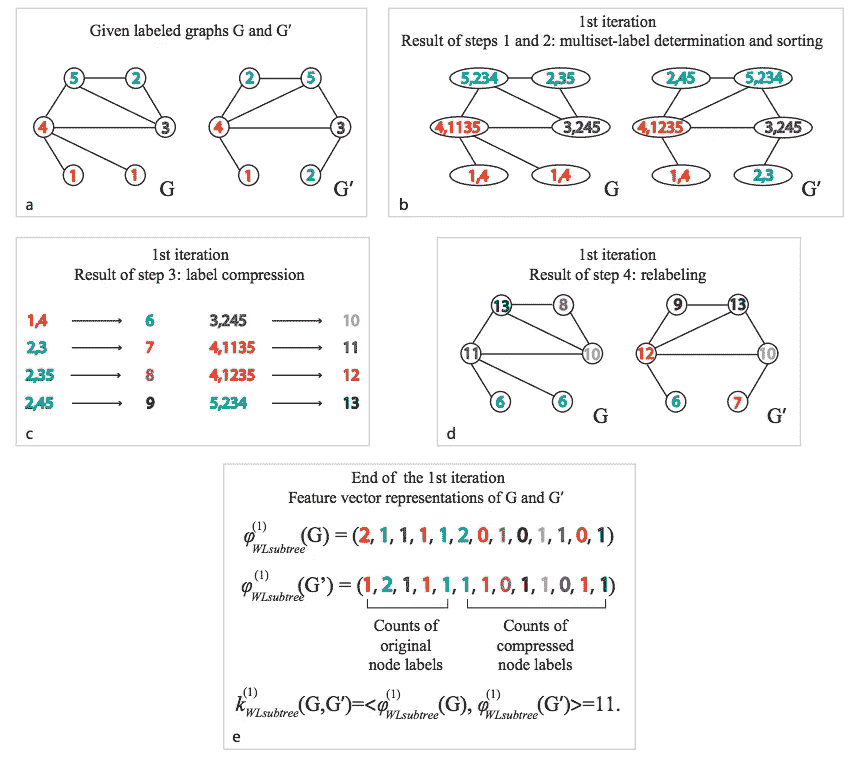 Given labeled graphs G and G′
5 2 2 5
4 3 4 3
1 1 G 1 2 G′
a
1st iteration
Result of steps 1 and 2: multiset-label determination and sorting
5,234 2,35 2,45 5,234
4,1135 3,245 4,1235 3,245
1,4 1,4 G 1,4 2,3 G′
b
1st iteration
Result of step 3: label compression
1,4 → 6 3,245 → 10
2,3 → 7 4,1135 → 11
2,35 → 8 4,1235 → 12
2,45 → 9 5,234 → 13
c
1st iteration
Result of step 4: relabeling
13 8 9 13
11 10 12 10
6 6 G 6 7 G′
d
End of the 1st iteration
Feature vector representations of G and G′
φ(1)WLsubtree(G) = (2, 1, 1, 1, 1, 2, 0, 1, 0, 1, 1, 0, 1)
φ(1)WLsubtree(G’) = (1, 2, 1, 1, 1, 1, 1, 0, 1, 1, 0, 1, 1)
Counts of Counts of
original compressed
node labels node labels
k(1)WLsubtree(G,G′)=<φ(1)WLsubtree(G), φ(1)WLsubtree(G′)>=11.
e